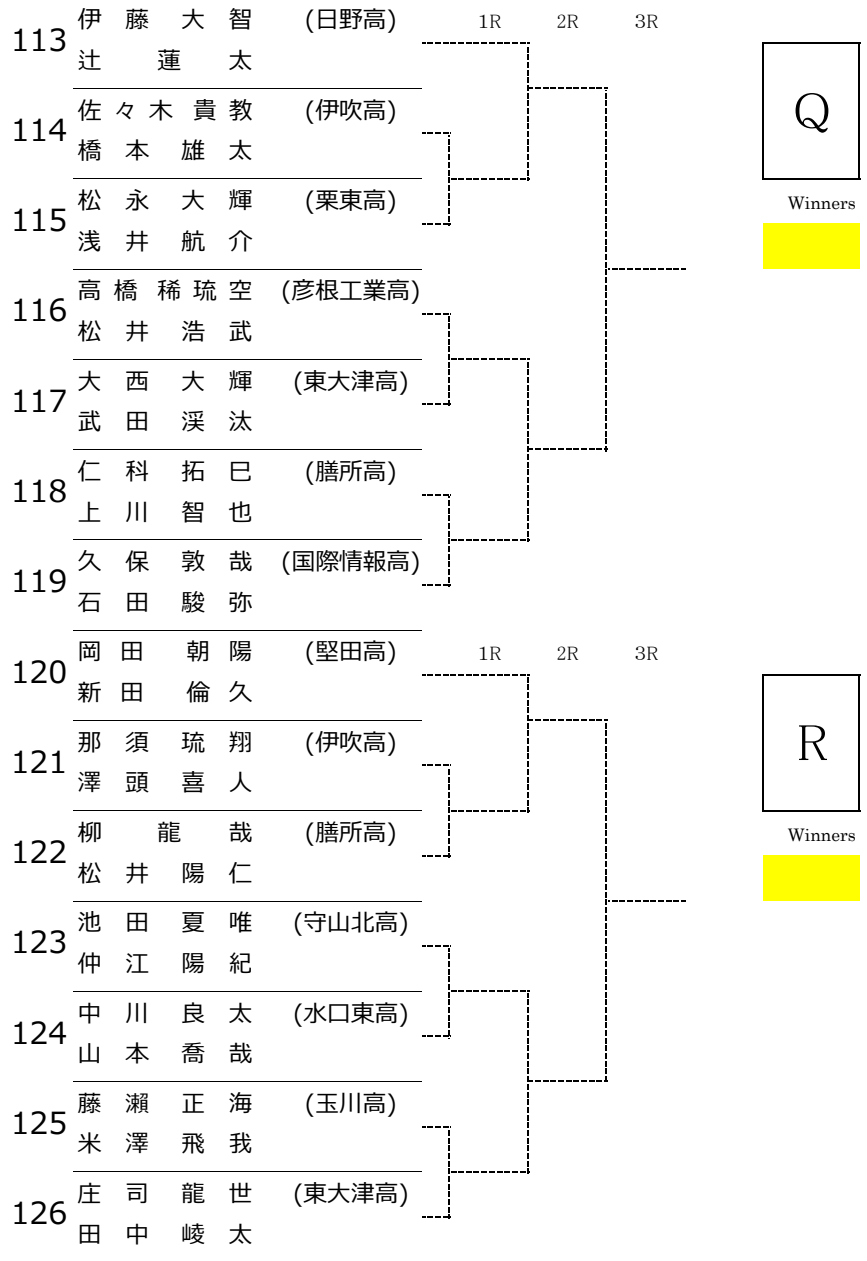 113 伊藤大智 (日野高) 1R 2R 3R
辻蓮太
Q
114 佐々木貴教 (伊吹高)
橋本雄太
115 松永大輝 (栗東高) Winners
浅井航介
116 高橋稀琉空 (彦根工業高)
松井浩武
117 大西大輝 (東大津高)
武田渓汰
118 仁科拓巳 (膳所高)
上川智也
119 久保敦哉 (国際情報高)
石田駿弥
120 岡田朝陽 (堅田高) 1R 2R 3R
新田倫久
R
121 那須琉翔 (伊吹高)
澤頭喜人
122 柳龍哉 (膳所高) Winners
松井陽仁
123 池田夏唯 (守山北高)
仲江陽紀
124 中川良太 (水口東高)
山本喬哉
125 藤瀬正海 (玉川高)
米澤飛我
126 庄司龍世 (東大津高)
田中崚太